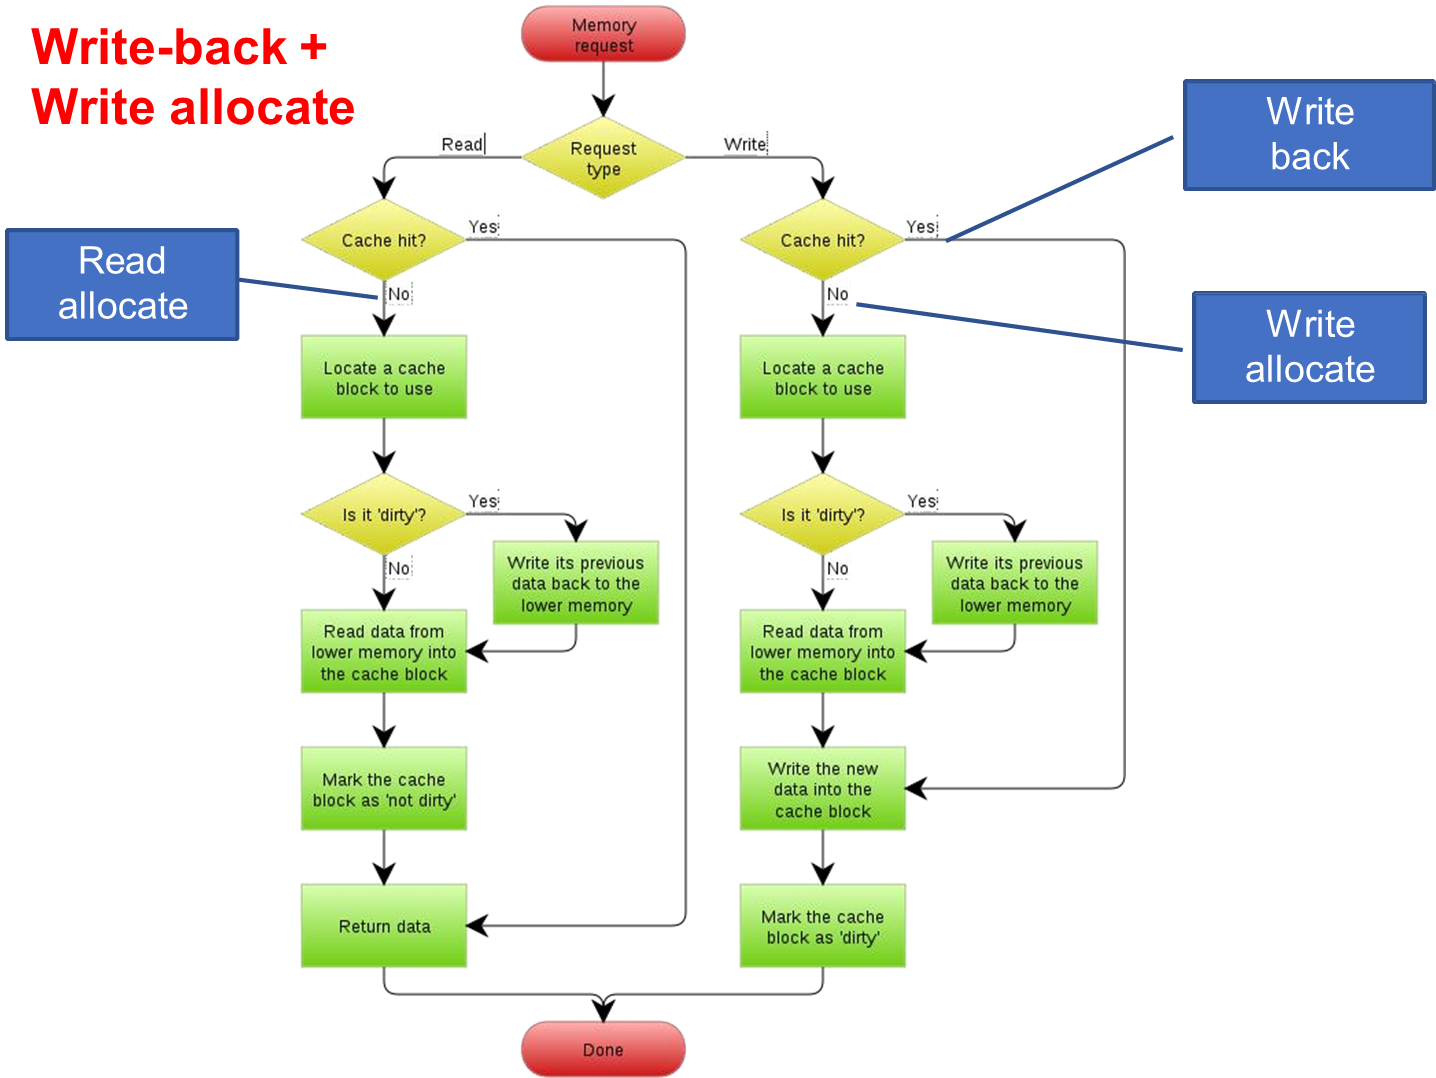 Write-back +
Write allocate
Memory
request
Request
type
Read
Write
Write
back
Cache hit?
Yes
No
Cache hit?
Yes
No
Read
allocate
Write
allocate
Locate a cache
block to use
Locate a cache
block to use
Is it 'dirty'?
Yes
No
Is it 'dirty'?
Yes
No
Write its previous
data back to the
lower memory
Write its previous
data back to the
lower memory
Read data from
lower memory into
the cache block
Read data from
lower memory into
the cache block
Mark the cache
block as 'not dirty'
Write the new
data into the
cache block
Return data
Mark the cache
block as 'dirty'
Done